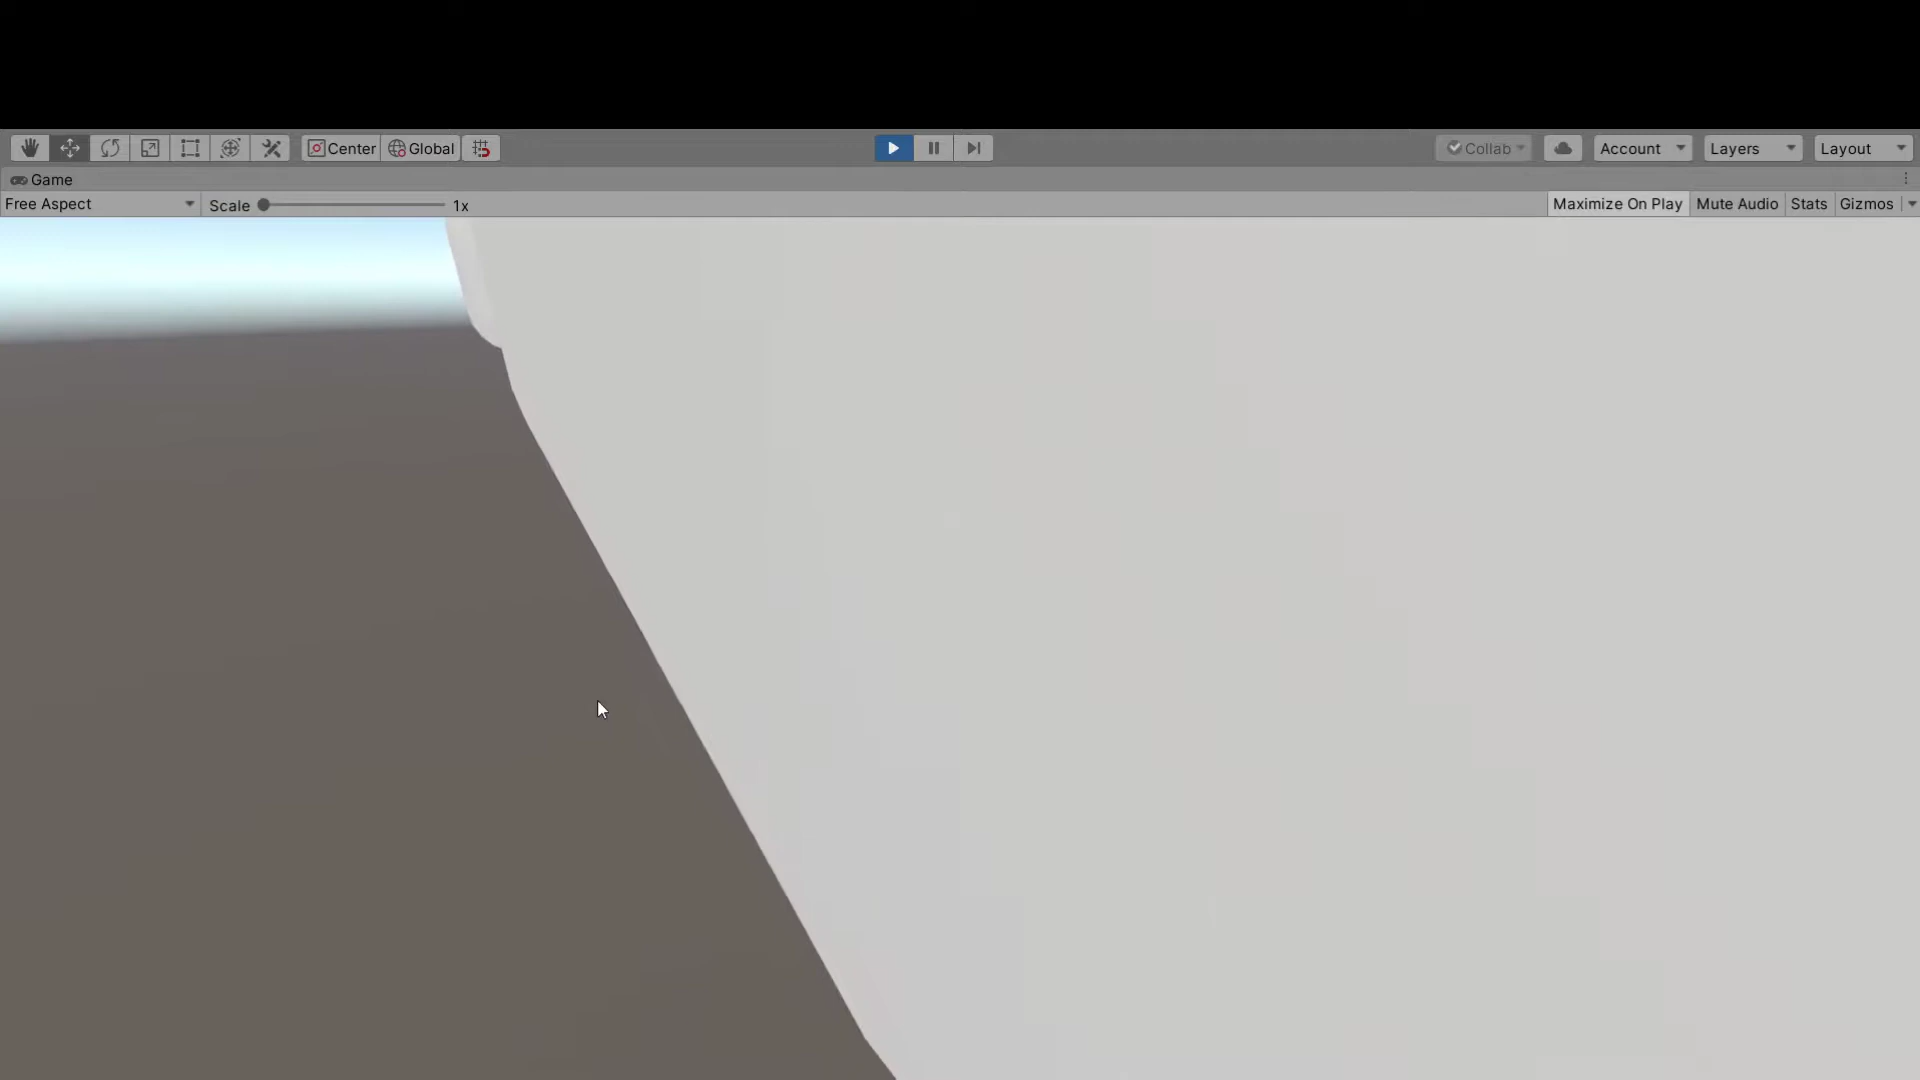 Center Global Collab Account Layers Layout
Game
Free Aspect Scale 1x Maximize On Play Mute Audio Stats Gizmos